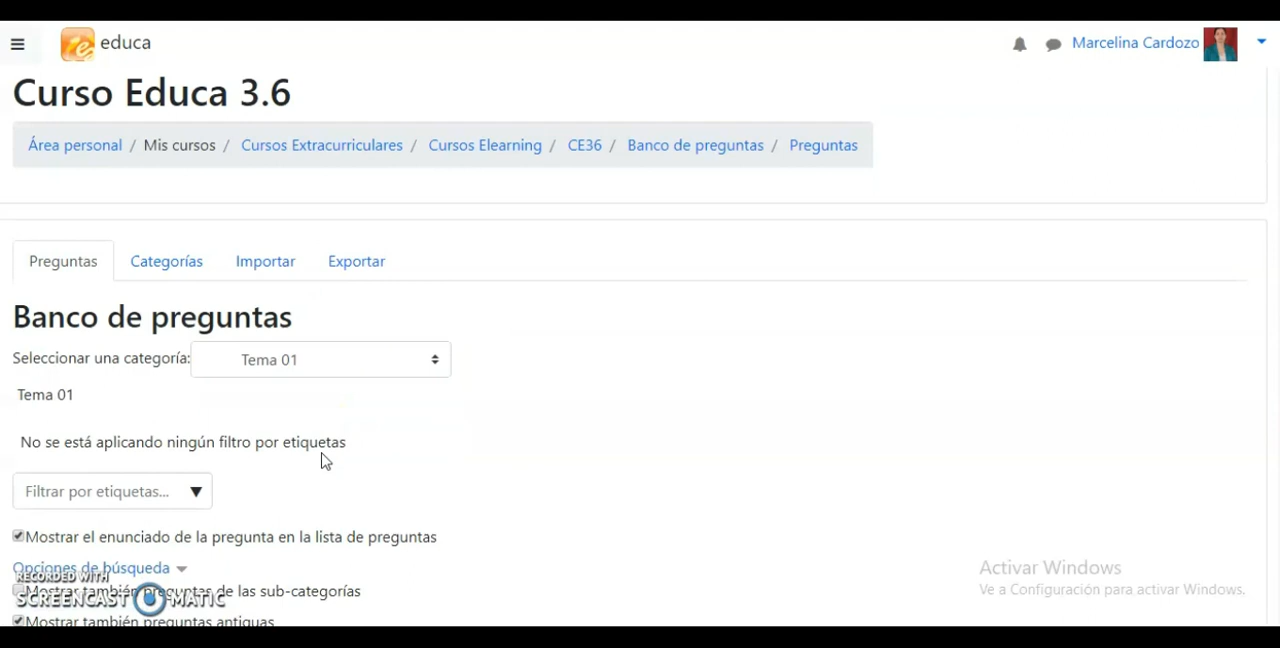 educa
Marcelina Cardozo
Curso Educa 3.6
Área personal / Mis cursos / Cursos Extracurriculares / Cursos Elearning / CE36 / Banco de preguntas / Preguntas
Preguntas Categorías Importar Exportar
Banco de preguntas
Seleccionar una categoría: Tema 01
Tema 01
No se está aplicando ningún filtro por etiquetas
Filtrar por etiquetas... ▼
Mostrar el enunciado de la pregunta en la lista de preguntas
Opciones de búsqueda
Mostrar también preguntas de las sub-categorías
Mostrar también preguntas antiguas
RECORDED WITH
SCREENCAST-O-MATIC
Activar Windows
Ve a Configuración para activar Windows.